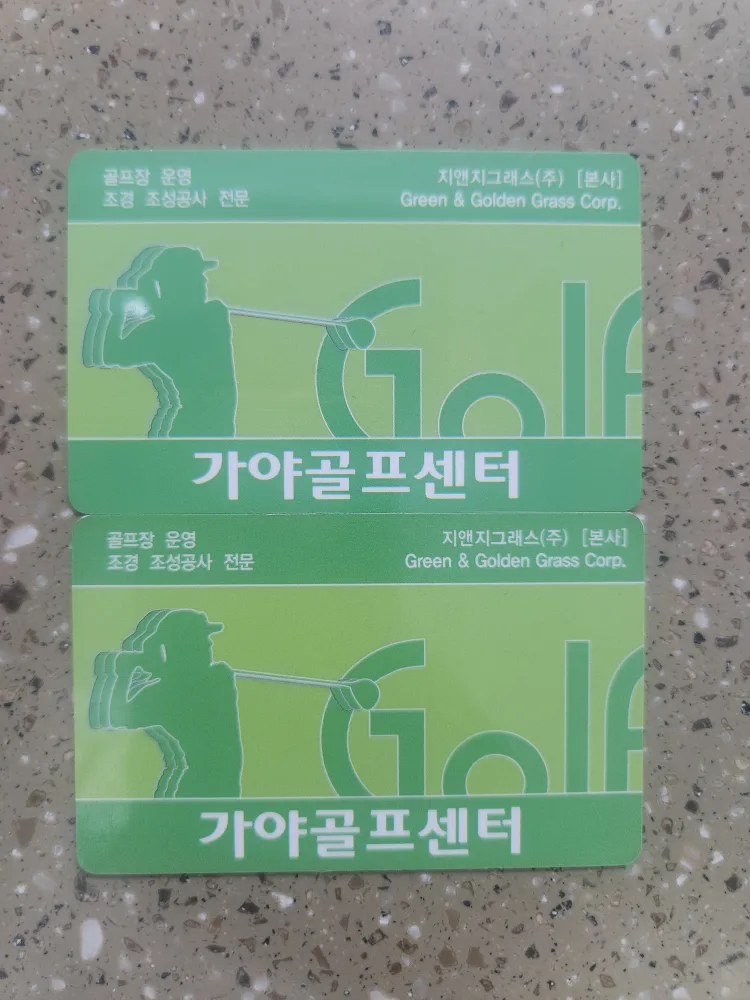 골프장 운영
조경 조성공사 전문
지앤지그래스(주) [본사]
Green & Golden Grass Corp.
Golf
가야골프센터
골프장 운영
조경 조성공사 전문
지앤지그래스(주) [본사]
Green & Golden Grass Corp.
Golf
가야골프센터